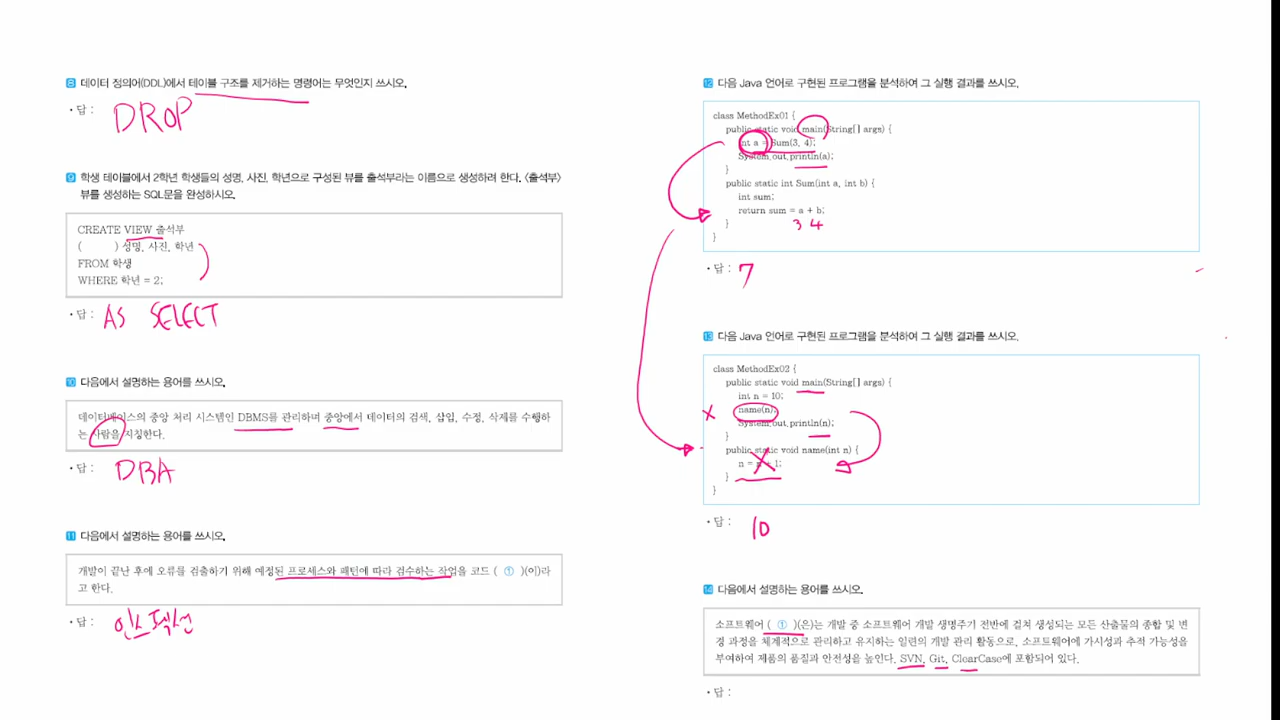 8 데이터 정의어(DDL)에서 테이블 구조를 제거하는 명령어는 무엇인지 쓰시오.
• 답 : DROP
9 학생 테이블에서 2학년 학생들의 성명, 사진, 학년으로 구성된 뷰를 출석부라는 이름으로 생성하려 한다. 〈출석부〉
뷰를 생성하는 SQL문을 완성하시오.
CREATE VIEW 출석부
( ) 성명, 사진, 학년
FROM 학생
WHERE 학년 = 2;
• 답 : AS SELECT
10 다음에서 설명하는 용어를 쓰시오.
데이터베이스의 중앙 처리 시스템인 DBMS를 관리하며 중앙에서 데이터의 검색, 삽입, 수정, 삭제를 수행하
는 사람을 지칭한다.
• 답 : DBA
11 다음에서 설명하는 용어를 쓰시오.
개발이 끝난 후에 오류를 검출하기 위해 예정된 프로세스와 패턴에 따라 검수하는 작업을 코드 ( ① )(이)라
고 한다.
• 답 : 인스펙션
12 다음 Java 언어로 구현된 프로그램을 분석하여 그 실행 결과를 쓰시오.
class MethodEx01 {
public static void main(String[] args) {
int a = Sum(3, 4);
System.out.println(a);
}
public static int Sum(int a, int b) {
int sum;
return sum = a + b;
} 3 4
}
• 답 : 7
13 다음 Java 언어로 구현된 프로그램을 분석하여 그 실행 결과를 쓰시오.
class MethodEx02 {
public static void main(String[] args) {
int n = 10;
X name(n);
System.out.println(n);
}
public static void name(int n) {
n = n + 1;
}
}
• 답 : 10
14 다음에서 설명하는 용어를 쓰시오.
소프트웨어 ( ① )(은)는 개발 중 소프트웨어 개발 생명주기 전반에 걸쳐 생성되는 모든 산출물의 종합 및 변
경 과정을 체계적으로 관리하고 유지하는 일련의 개발 관리 활동으로, 소프트웨어에 가시성과 추적 가능성을
부여하여 제품의 품질과 안전성을 높인다. SVN, Git, ClearCase에 포함되어 있다.
• 답 :